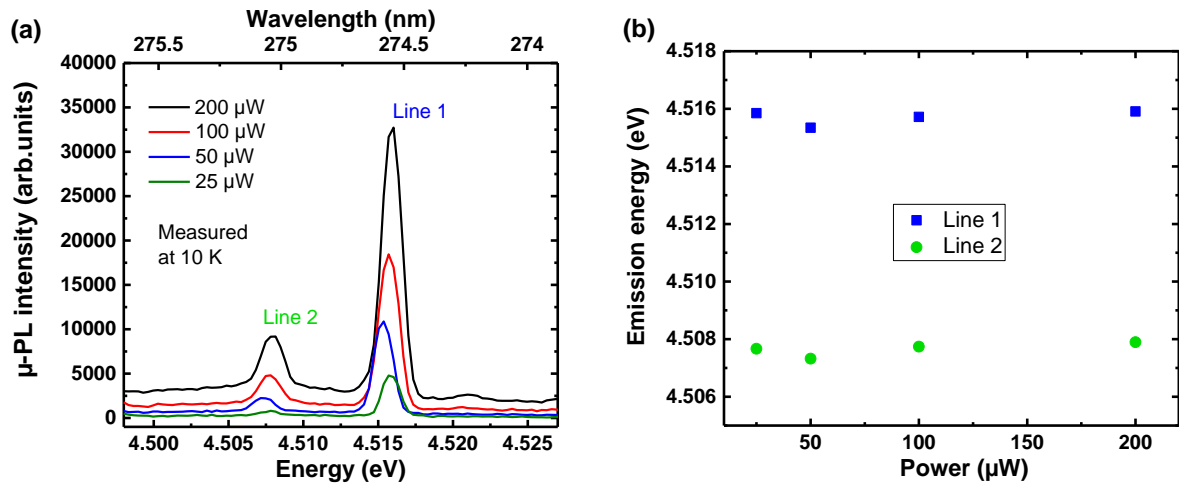 (a)
Wavelength (nm)
275.5 275 274.5 274
µ-PL intensity (arb.units)
40000
35000
30000
25000
20000
15000
10000
5000
0
200 µW
100 µW
50 µW
25 µW
Line 1
Measured
at 10 K
Line 2
4.500 4.505 4.510 4.515 4.520 4.525
Energy (eV)
(b)
Emission energy (eV)
4.518
4.516
4.514
4.512
4.510
4.508
4.506
Line 1
Line 2
50 100 150 200
Power (µW)